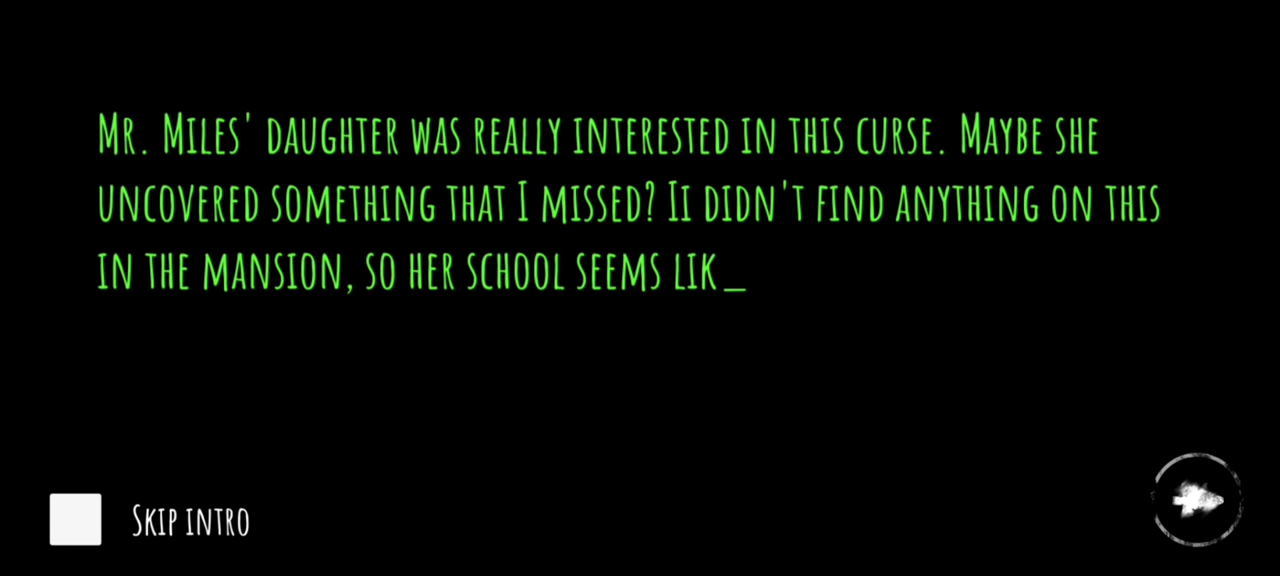 Mr. Miles' daughter was really interested in this curse. Maybe she
uncovered something that I missed? Ii didn't find anything on this
in the mansion, so her school seems lik_
Skip intro